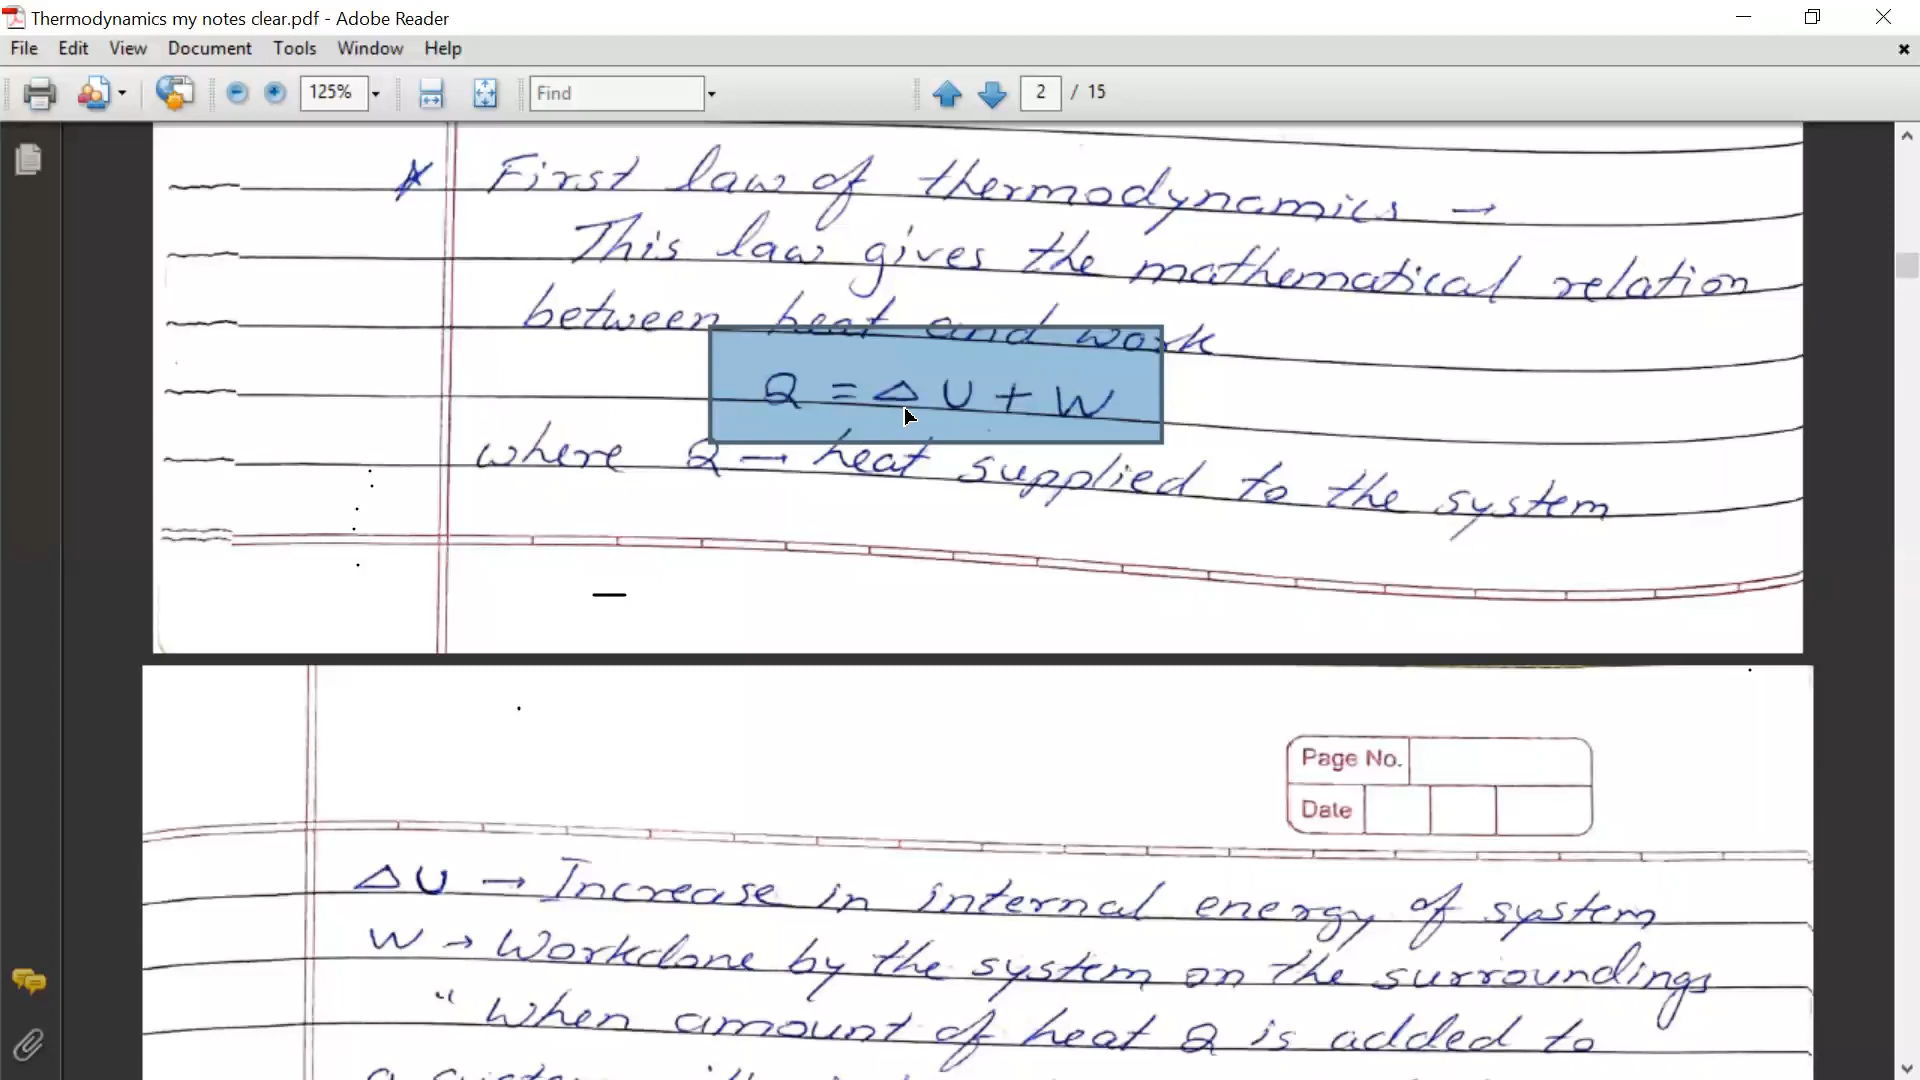 Thermodynamics my notes clear.pdf - Adobe Reader
File Edit View Document Tools Window Help
125% Find 2 / 15
First law of thermodynamics →
This law gives the mathematical relation
between heat and work
Q = ΔU + W
where Q → heat supplied to the system
Page No.
Date
ΔU → Increase in internal energy of system
W → Workdone by the system on the surroundings
" When amount of heat Q is added to
a system